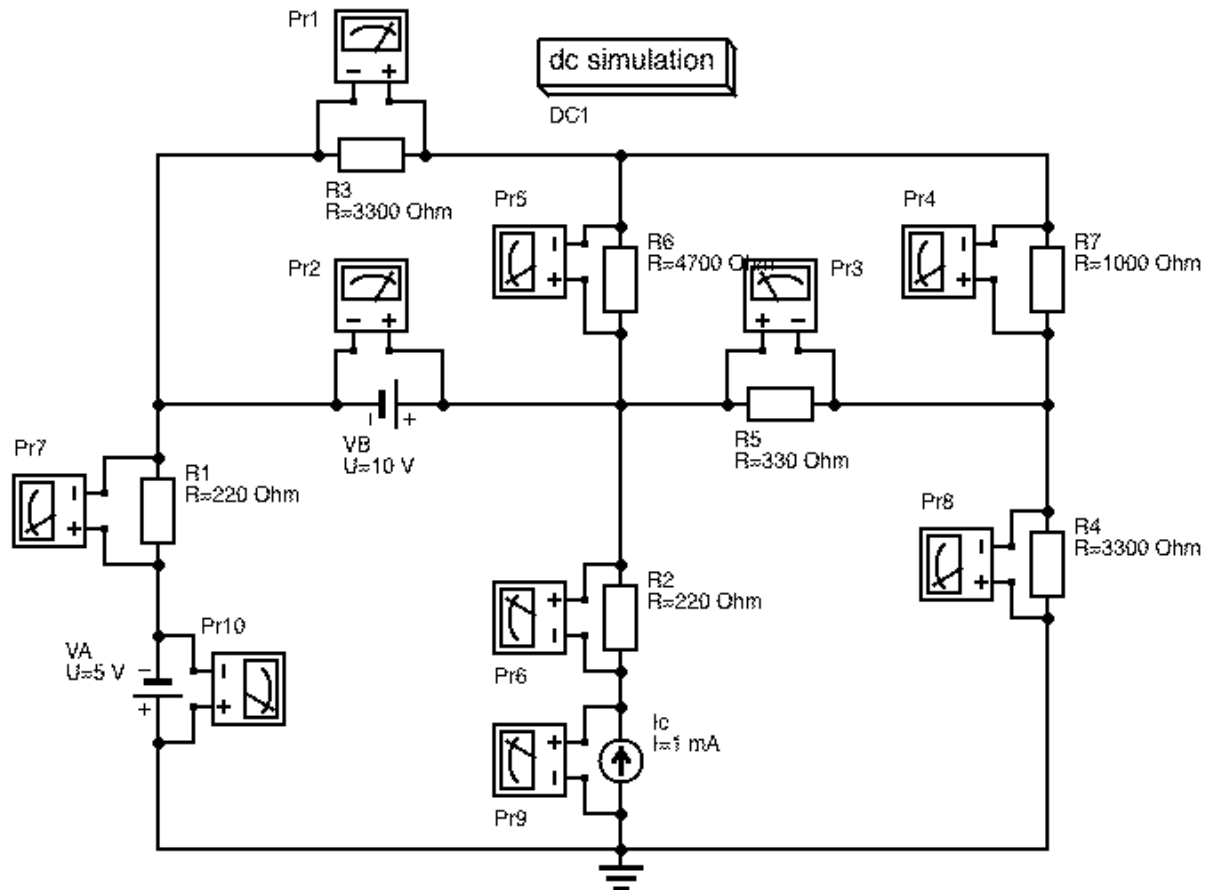 Pr1
dc simulation
DC1
R3
R=3300 Ohm
Pr5
R6
R=4700 Ohm
Pr4
R7
R=1000 Ohm
Pr2
Pr3
VB
U=10 V
R5
R=330 Ohm
Pr7
R1
R=220 Ohm
Pr8
R4
R=3300 Ohm
R2
R=220 Ohm
Pr6
Pr10
VA
U=5 V
Ic
I=1 mA
Pr9